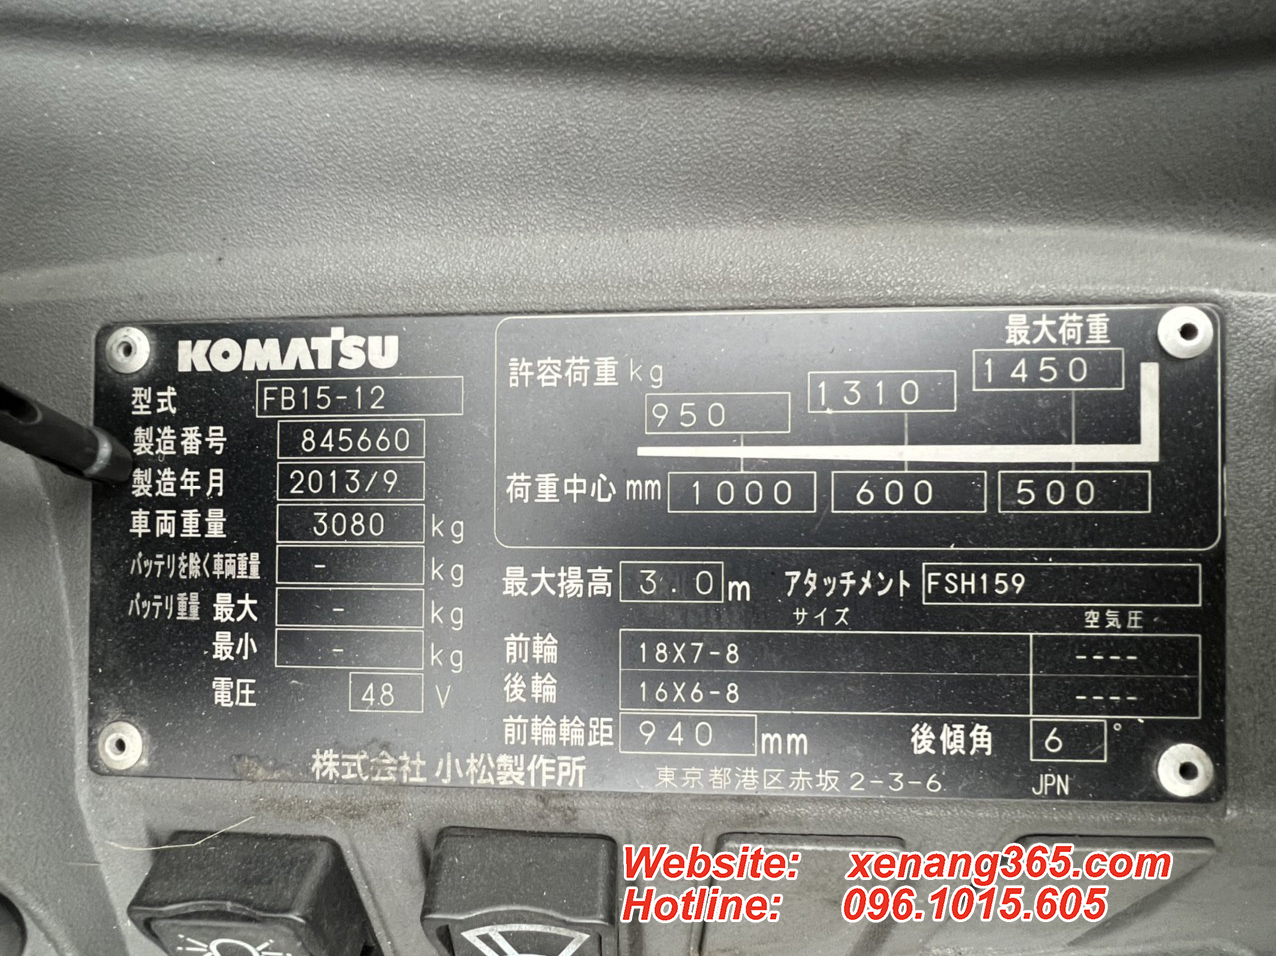 KOMATSU
型式 FB15-12
製造番号 845660
製造年月 2013/9
車両重量 3080 kg
バッテリを除く車両重量 - kg
バッテリ重量 最大 - kg
最小 - kg
電圧 48 V
最大荷重
許容荷重 kg 950 1310 1450
荷重中心 mm 1000 600 500
最大揚高 3.0 m アタッチメント FSH159
サイズ 空気圧
前輪 18X7-8 ----
後輪 16X6-8 ----
前輪輪距 940 mm 後傾角 6 °
株式会社 小松製作所 東京都港区赤坂2-3-6 JPN
Website: xenang365.com
Hotline: 096.1015.605